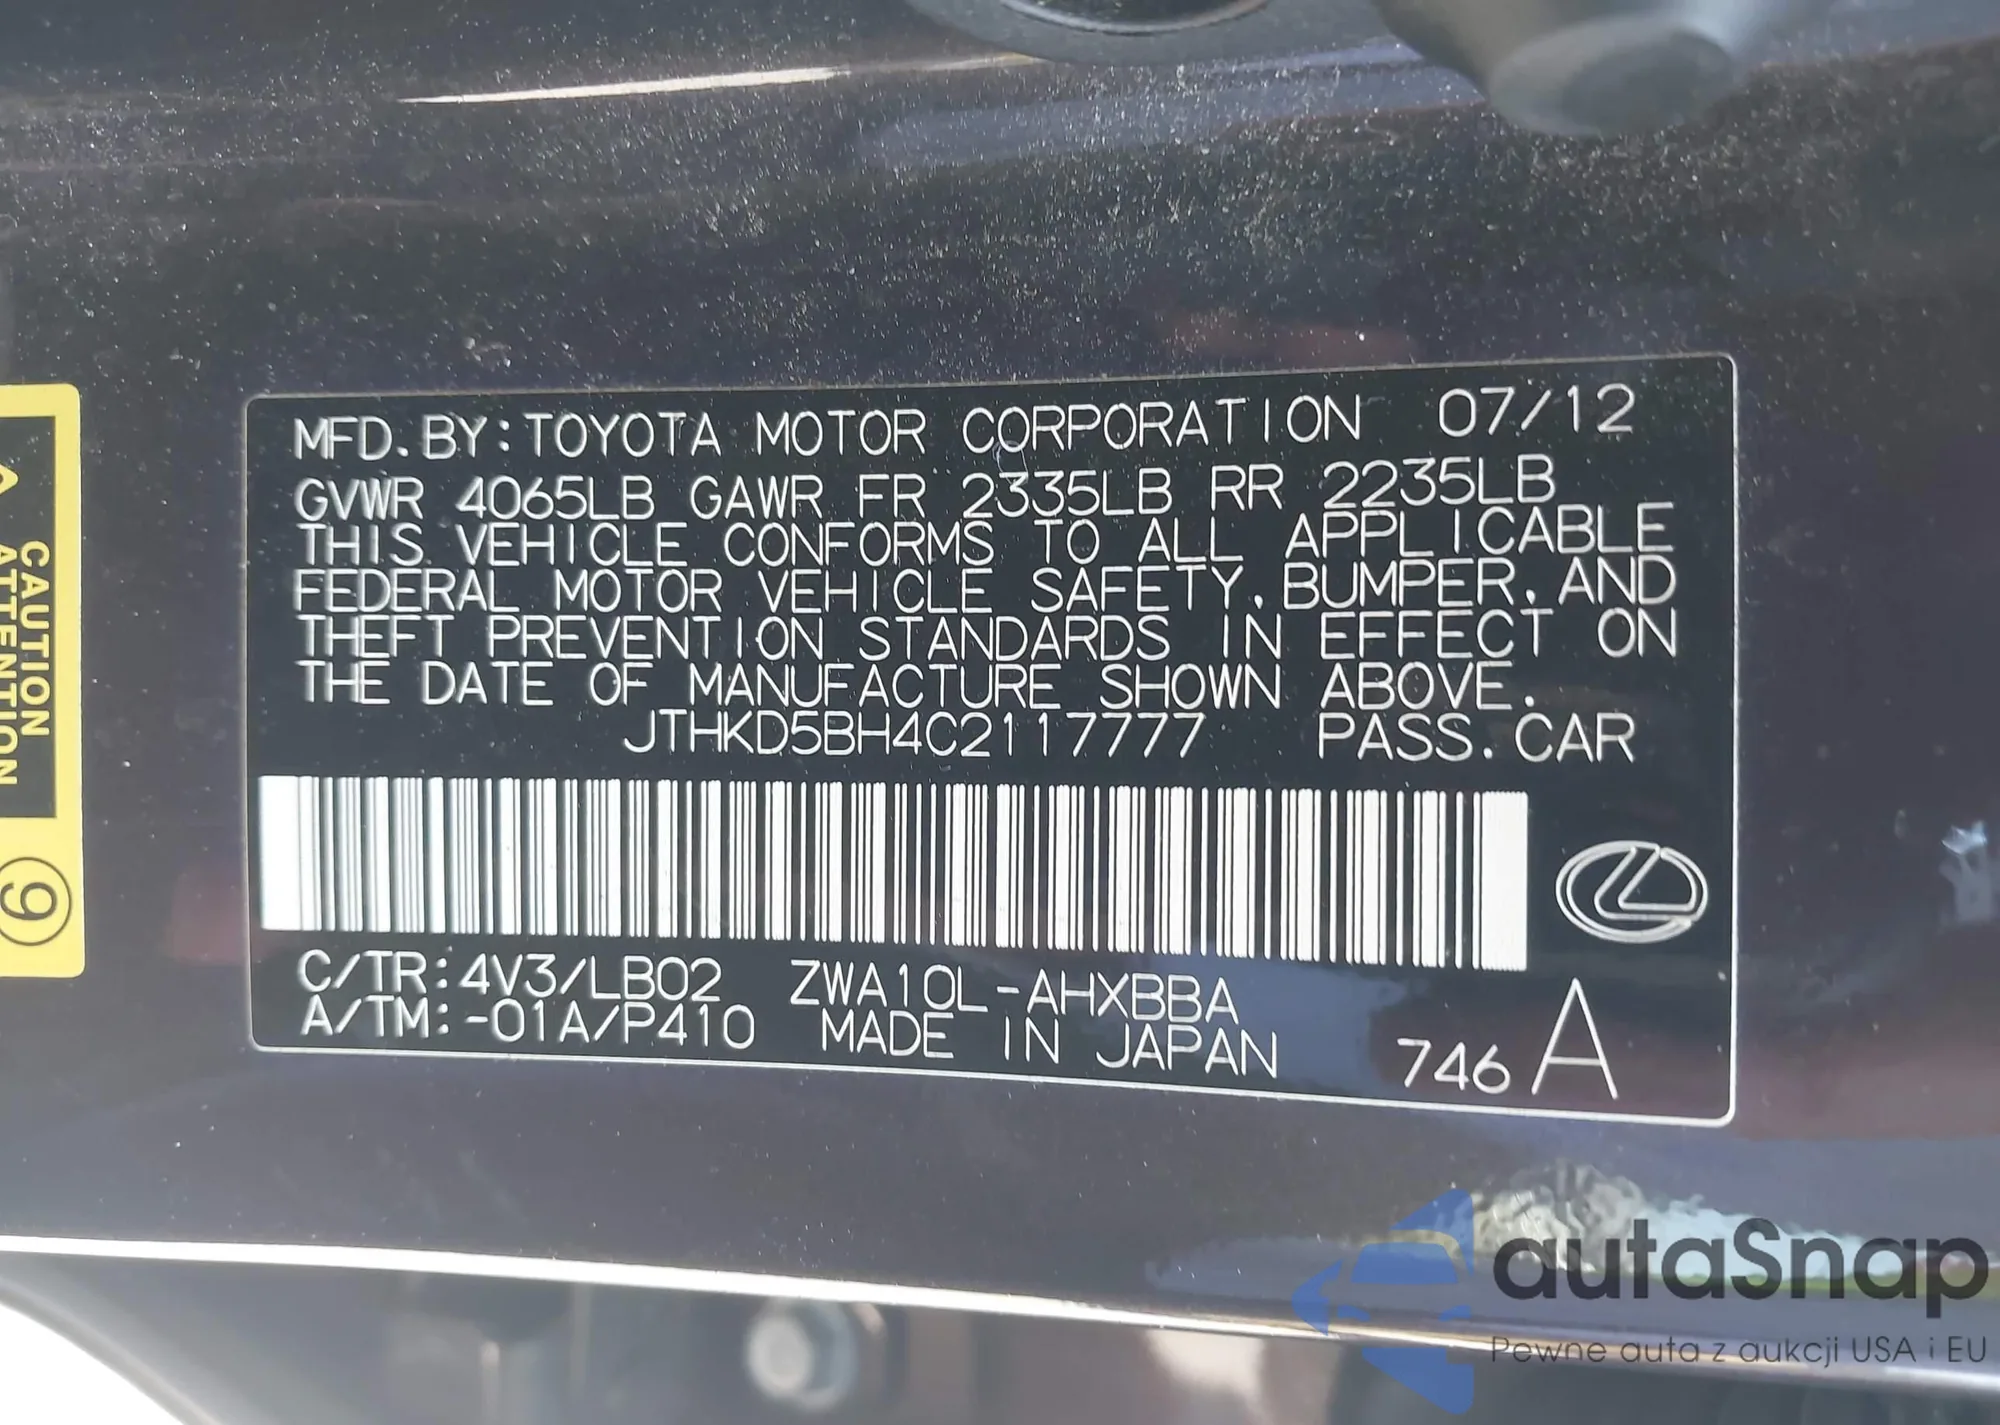 MFD. BY: TOYOTA MOTOR CORPORATION 07/12
GVWR 4065LB GAWR FR 2335LB RR 2235LB
THIS VEHICLE CONFORMS TO ALL APPLICABLE
FEDERAL MOTOR VEHICLE SAFETY, BUMPER, AND
THEFT PREVENTION STANDARDS IN EFFECT ON
THE DATE OF MANUFACTURE SHOWN ABOVE.
JTHKD5BH4C2117777 PASS. CAR
C/TR: 4V3/LB02 ZWA10L-AHXBBA
A/TM: -01A/P410 MADE IN JAPAN 746 A
CAUTION
ATTENTION
9
autaSnap
Pewne auta z aukcji USA i EU